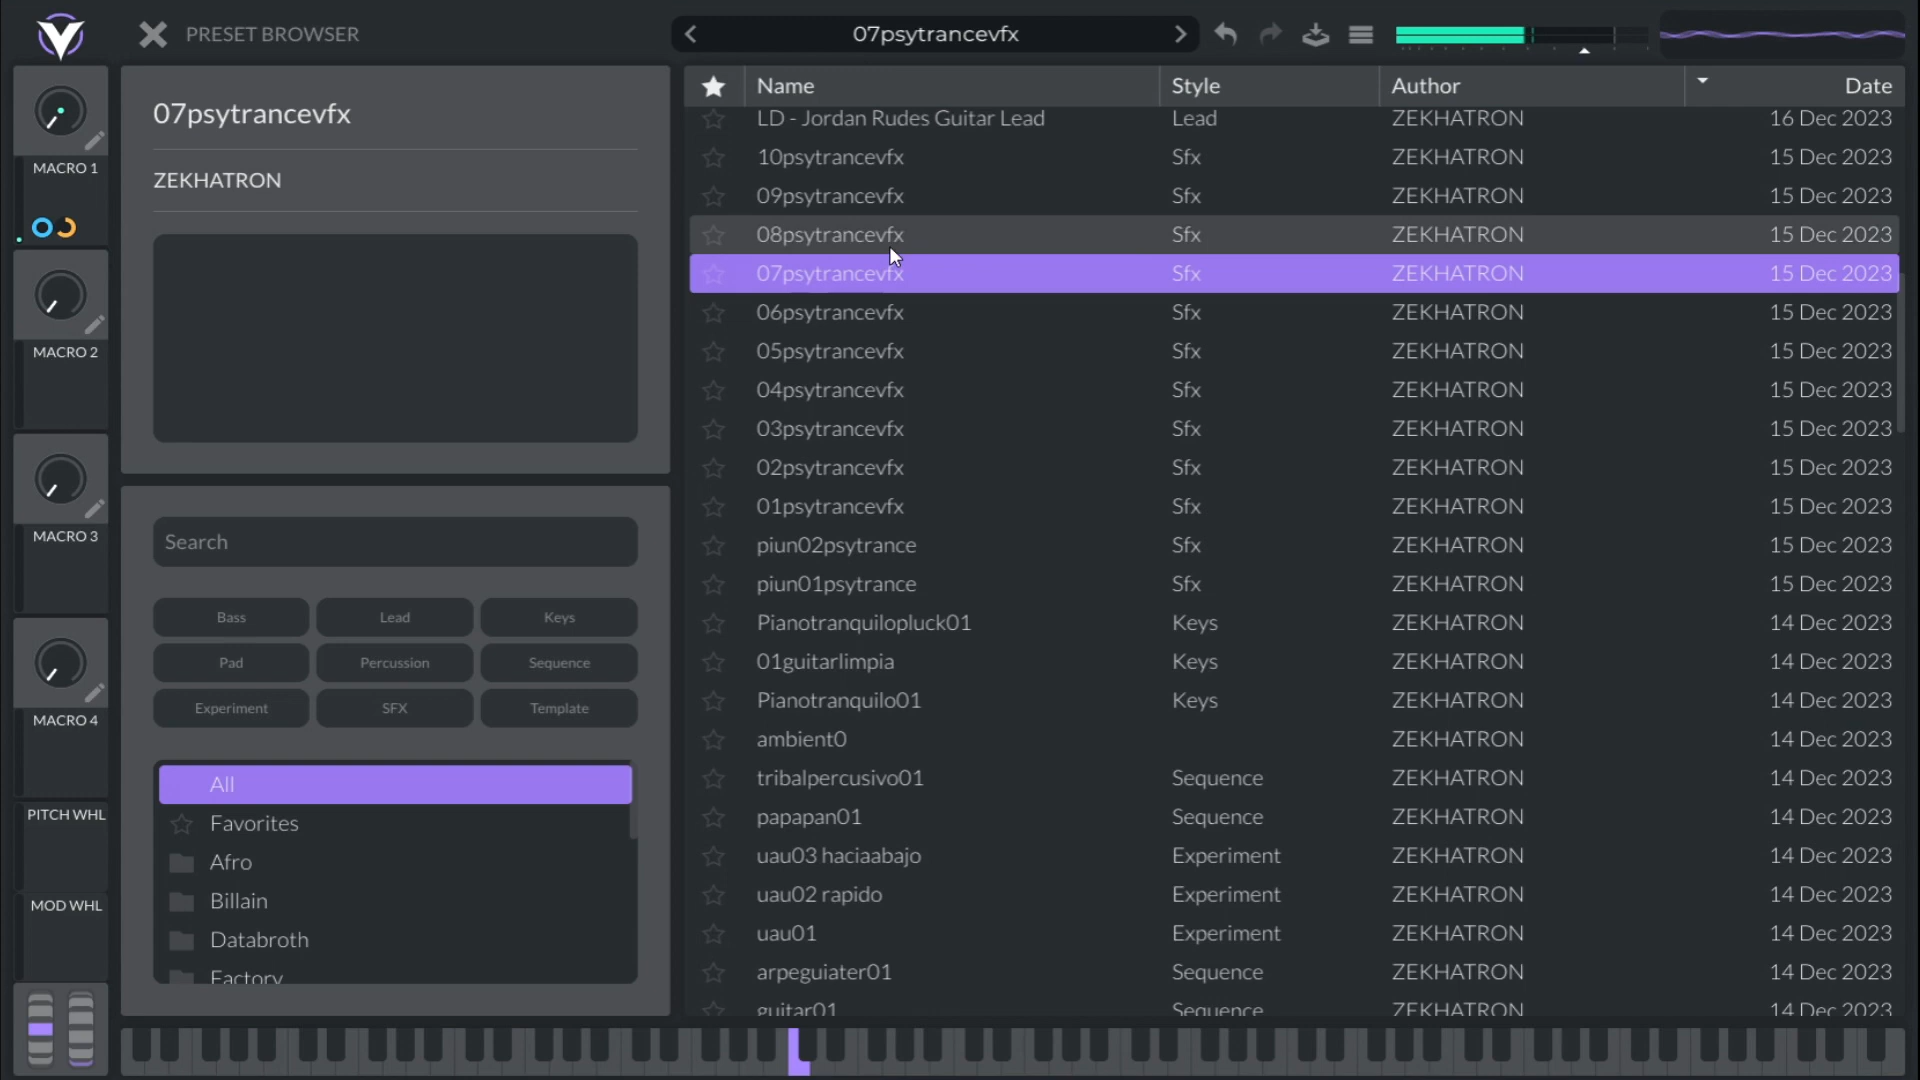 PRESET BROWSER
07psytrancevfx
MACRO 1
MACRO 2
MACRO 3
MACRO 4
PITCH WHL
MOD WHL
07psytrancevfx
ZEKHATRON
Search
Bass Lead Keys
Pad Percussion Sequence
Experiment SFX Template
All
Favorites
Afro
Billain
Databroth
Factory
Name Style Author Date
LD - Jordan Rudes Guitar Lead Lead ZEKHATRON 16 Dec 2023
10psytrancevfx Sfx ZEKHATRON 15 Dec 2023
09psytrancevfx Sfx ZEKHATRON 15 Dec 2023
08psytrancevfx Sfx ZEKHATRON 15 Dec 2023
07psytrancevfx Sfx ZEKHATRON 15 Dec 2023
06psytrancevfx Sfx ZEKHATRON 15 Dec 2023
05psytrancevfx Sfx ZEKHATRON 15 Dec 2023
04psytrancevfx Sfx ZEKHATRON 15 Dec 2023
03psytrancevfx Sfx ZEKHATRON 15 Dec 2023
02psytrancevfx Sfx ZEKHATRON 15 Dec 2023
01psytrancevfx Sfx ZEKHATRON 15 Dec 2023
piun02psytrance Sfx ZEKHATRON 15 Dec 2023
piun01psytrance Sfx ZEKHATRON 15 Dec 2023
Pianotranquilopluck01 Keys ZEKHATRON 14 Dec 2023
01guitarlimpia Keys ZEKHATRON 14 Dec 2023
Pianotranquilo01 Keys ZEKHATRON 14 Dec 2023
ambient0 ZEKHATRON 14 Dec 2023
tribalpercusivo01 Sequence ZEKHATRON 14 Dec 2023
papapan01 Sequence ZEKHATRON 14 Dec 2023
uau03 haciaabajo Experiment ZEKHATRON 14 Dec 2023
uau02 rapido Experiment ZEKHATRON 14 Dec 2023
uau01 Experiment ZEKHATRON 14 Dec 2023
arpeguiater01 Sequence ZEKHATRON 14 Dec 2023
guitar01 Sequence ZEKHATRON 14 Dec 2023